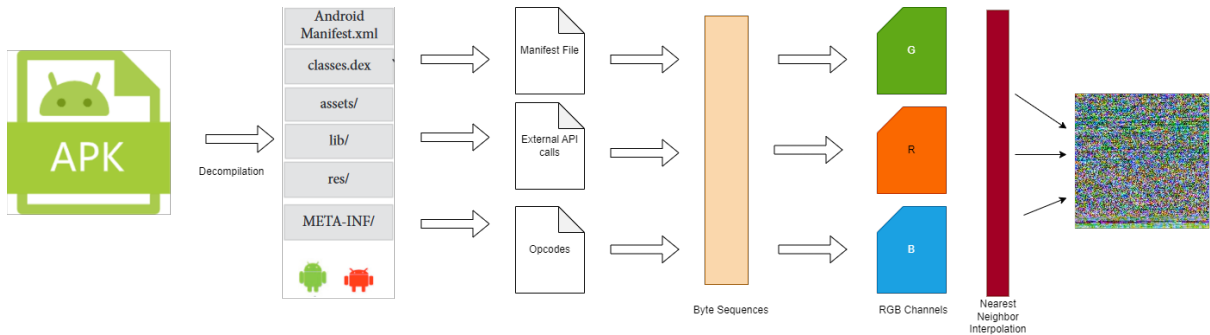 APK
Decompilation
Android
Manifest.xml
classes.dex
assets/
lib/
res/
META-INF/
Manifest File
External API
calls
Opcodes
Byte Sequences
G
R
B
RGB Channels
Nearest
Neighbor
Interpolation